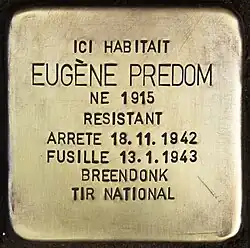 ICI HABITAIT
EUGÈNE PREDOM
NE 1915
RESISTANT
ARRETE 18.11.1942
FUSILLE 13.1.1943
BREENDONK
TIR NATIONAL